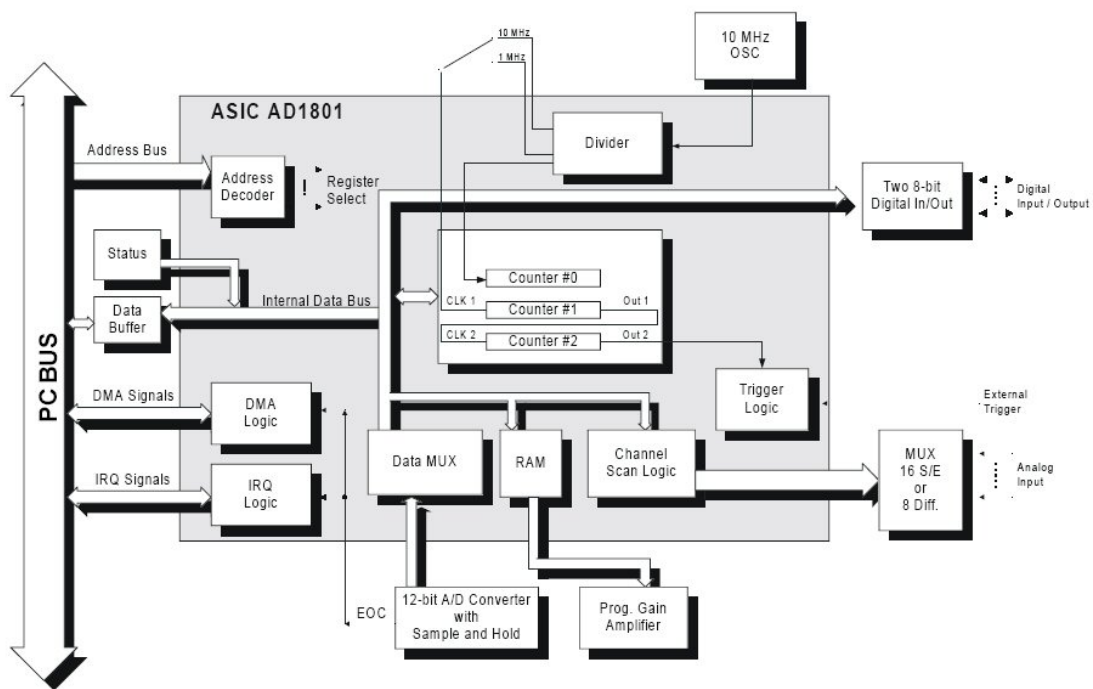 10 MHz
1 MHz
10 MHz
OSC
ASIC AD1801
Address Bus
Address
Decoder
!
Register
Select
Divider
Two 8-bit
Digital In/Out
Digital
Input / Output
Status
Data
Buffer
Internal Data Bus
Counter #0
CLK 1
Counter #1
Out 1
CLK 2
Counter #2
Out 2
PC BUS
DMA Signals
DMA
Logic
Trigger
Logic
External
Trigger
IRQ Signals
IRQ
Logic
Data MUX
RAM
Channel
Scan Logic
MUX
16 S/E
or
8 Diff.
Analog
Input
EOC
12-bit A/D Converter
with
Sample and Hold
Prog. Gain
Amplifier